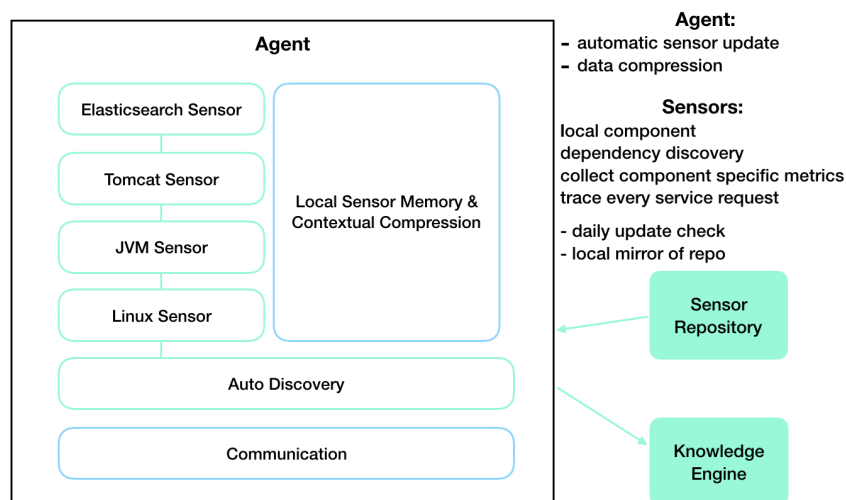 Agent
Elasticsearch Sensor
Tomcat Sensor
JVM Sensor
Linux Sensor
Local Sensor Memory &
Contextual Compression
Auto Discovery
Communication
Agent:
- automatic sensor update
- data compression
Sensors:
local component
dependency discovery
collect component specific metrics
trace every service request
- daily update check
- local mirror of repo
Sensor
Repository
Knowledge
Engine